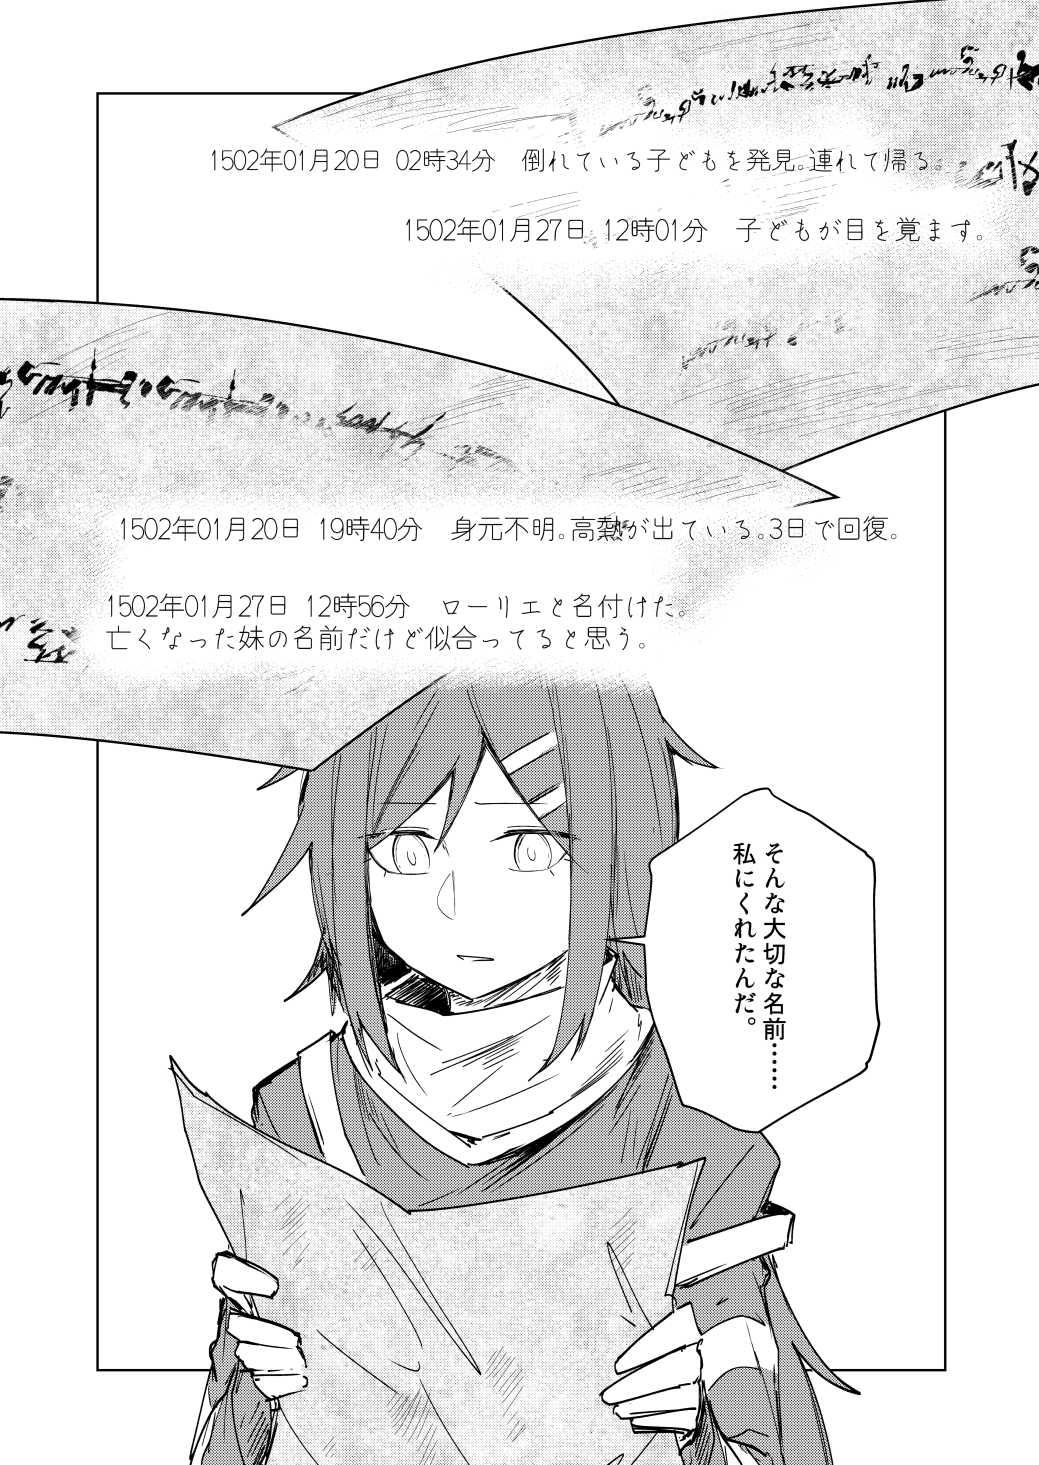 1502年01月20日 02時34分　倒れている子どもを発見。連れて帰る。
1502年01月27日 12時01分　子どもが目を覚ます。
1502年01月20日 19時40分　身元不明。高熱が出ている。3日で回復。
1502年01月27日 12時56分　ローリエと名付けた。
亡くなった妹の名前だけど似合ってると思う。
そんな大切な名前……
私にくれたんだ。